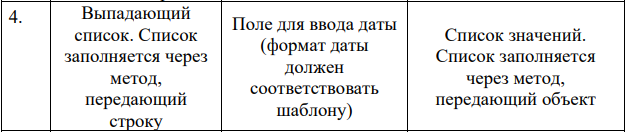 4.
Выпадающий
список. Список
заполняется через
метод,
передающий
строку
Поле для ввода даты
(формат даты
должен
соответствовать
шаблону)
Список значений.
Список заполняется
через метод,
передающий объект